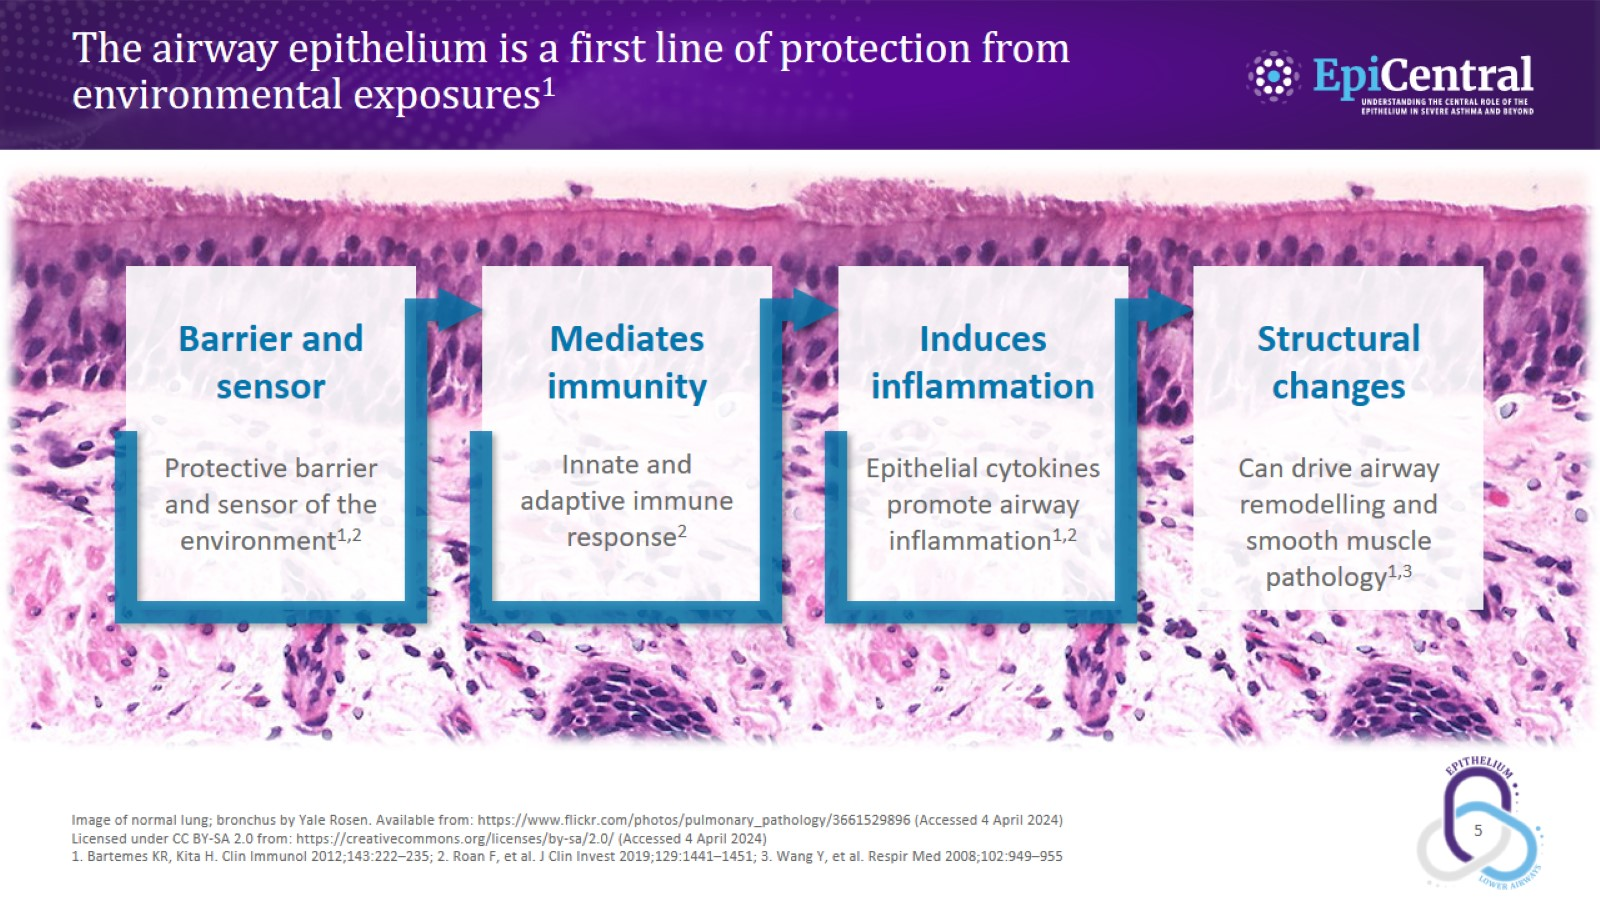 The airway epithelium is a first line of protection from
environmental exposures¹
EpiCentral
UNDERSTANDING THE CENTRAL ROLE OF THE
EPITHELIUM IN SEVERE ASTHMA AND BEYOND
Barrier and
sensor
Protective barrier
and sensor of the
environment¹,²
Mediates
immunity
Innate and
adaptive immune
response²
Induces
inflammation
Epithelial cytokines
promote airway
inflammation¹,²
Structural
changes
Can drive airway
remodelling and
smooth muscle
pathology¹,³
Image of normal lung; bronchus by Yale Rosen. Available from: https://www.flickr.com/photos/pulmonary_pathology/3661529896 (Accessed 4 April 2024)
Licensed under CC BY-SA 2.0 from: https://creativecommons.org/licenses/by-sa/2.0/ (Accessed 4 April 2024)
1. Bartemes KR, Kita H. Clin Immunol 2012;143:222–235; 2. Roan F, et al. J Clin Invest 2019;129:1441–1451; 3. Wang Y, et al. Respir Med 2008;102:949–955
EPITHELIUM
5
LOWER AIRWAYS